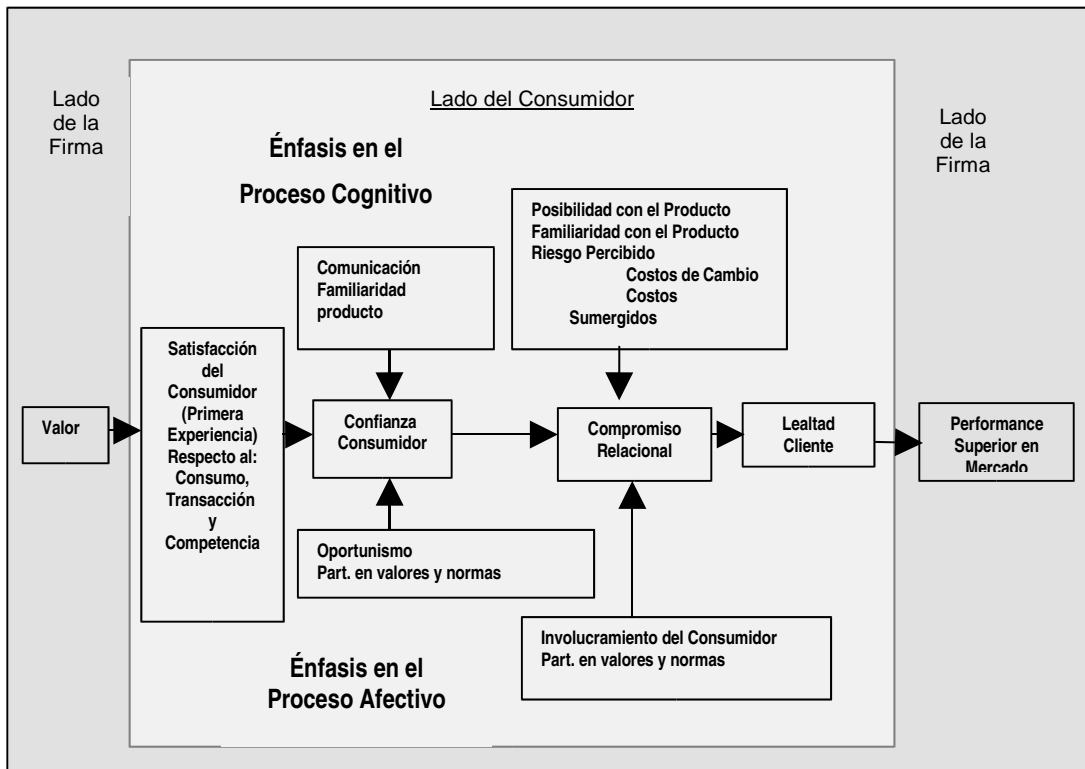 Lado
de la
Firma
Lado del Consumidor
Lado
de la
Firma
Énfasis en el
Proceso Cognitivo
Posibilidad con el Producto
Familiaridad con el Producto
Riesgo Percibido
Costos de Cambio
Costos
Sumergidos
Comunicación
Familiaridad
producto
Valor
Satisfacción
del
Consumidor
(Primera
Experiencia)
Respecto al:
Consumo,
Transacción
y
Competencia
Confianza
Consumidor
Compromiso
Relacional
Lealtad
Cliente
Performance
Superior en
Mercado
Oportunismo
Part. en valores y normas
Involucramiento del Consumidor
Part. en valores y normas
Énfasis en el
Proceso Afectivo